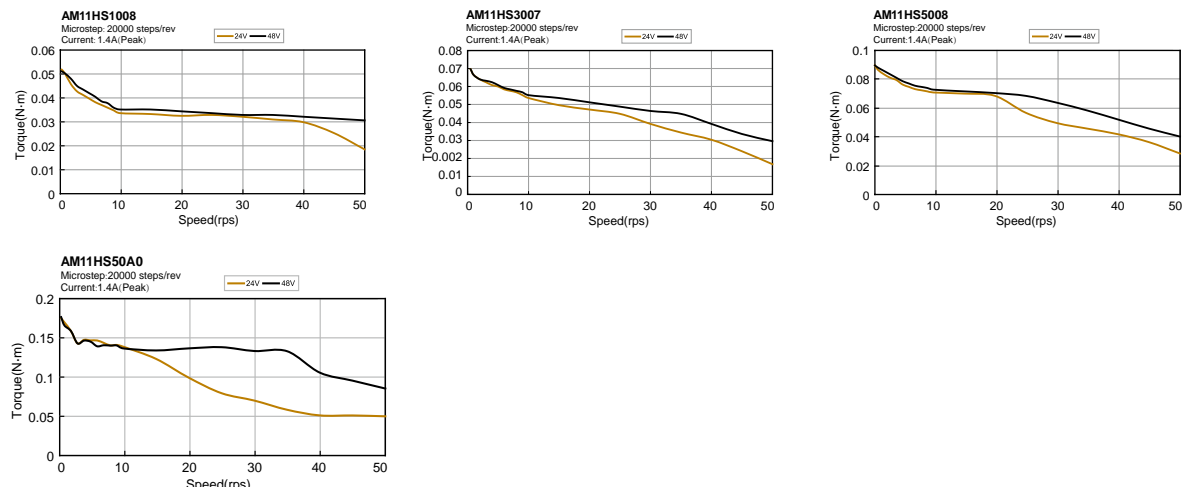 AM11HS1008
Microstep:20000 steps/rev
Current:1.4A(Peak)
24V 48V
0.06
0.05
0.04
0.03
0.02
0.01
0
Torque(N·m)
0 10 20 30 40 50
Speed(rps)
AM11HS3007
Microstep:20000 steps/rev
Current:1.4A(Peak)
24V 48V
0.08
0.07
0.06
0.05
0.04
0.03
0.002
0.01
0
Torque(N·m)
0 10 20 30 40 50
Speed(rps)
AM11HS5008
Microstep:20000 steps/rev
Current:1.4A(Peak)
24V 48V
0.1
0.08
0.06
0.04
0.02
0
Torque(N·m)
0 10 20 30 40 50
Speed(rps)
AM11HS50A0
Microstep:20000 steps/rev
Current:1.4A(Peak)
24V 48V
0.2
0.15
0.1
0.05
0
Torque(N·m)
0 10 20 30 40 50
Speed(rps)